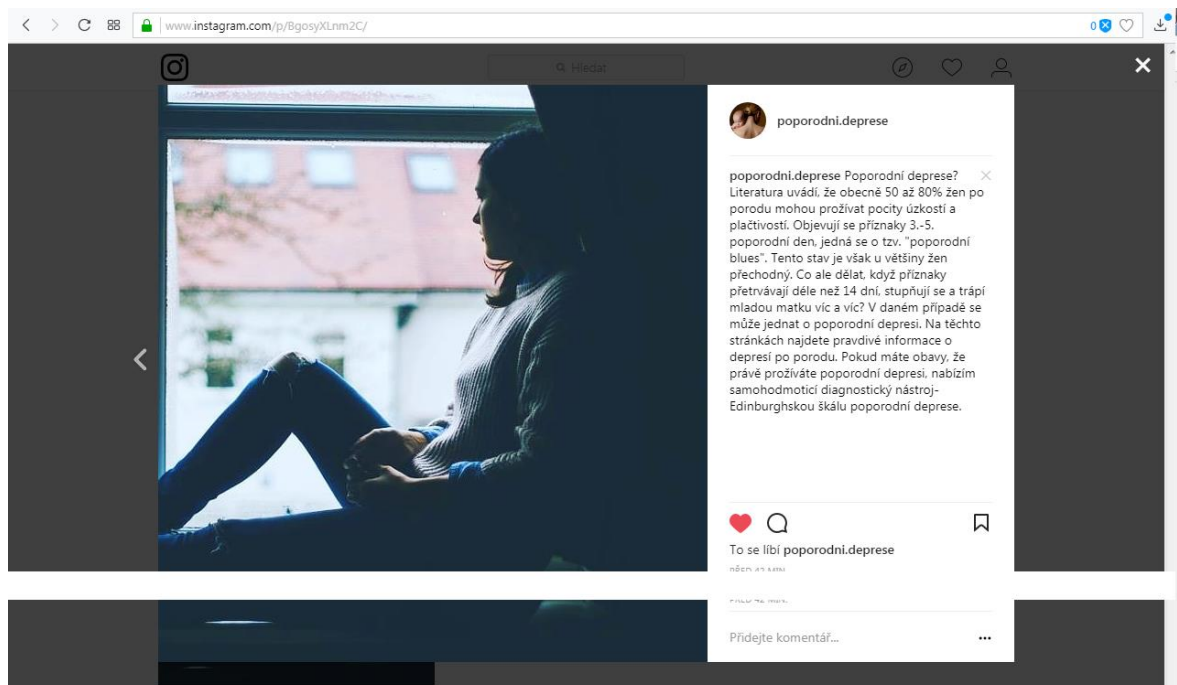 www.instagram.com/p/BgosyXLnm2C/
0
Hledat
poporodni.deprese
poporodni.deprese Poporodní deprese?
Literatura uvádí, že obecně 50 až 80% žen po
porodu mohou prožívat pocity úzkostí a
plačtivostí. Objevují se příznaky 3.-5.
poporodní den, jedná se o tzv. "poporodní
blues". Tento stav je však u většiny žen
přechodný. Co ale dělat, když příznaky
přetrvávají déle než 14 dní, stupňují se a trápí
mladou matku víc a víc? V daném případě se
může jednat o poporodní depresi. Na těchto
stránkách najdete pravdivé informace o
depresí po porodu. Pokud máte obavy, že
právě prožíváte poporodní depresi, nabízím
samohodmoticí diagnostický nástroj-
Edinburghskou škálu poporodní deprese.
To se líbí poporodni.deprese
PŘED 42 MIN.
PŘED 42 MIN.
Přidejte komentář...